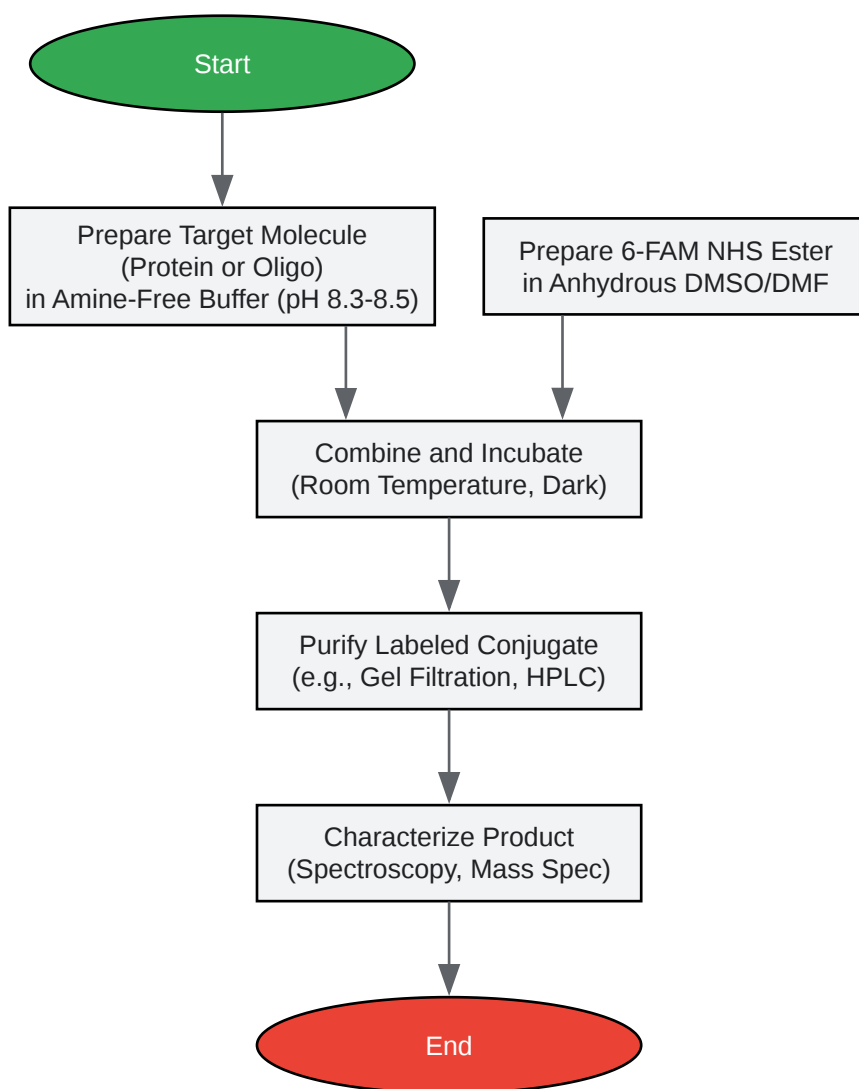 Start
Prepare Target Molecule
(Protein or Oligo)
in Amine-Free Buffer (pH 8.3-8.5)
Prepare 6-FAM NHS Ester
in Anhydrous DMSO/DMF
Combine and Incubate
(Room Temperature, Dark)
Purify Labeled Conjugate
(e.g., Gel Filtration, HPLC)
Characterize Product
(Spectroscopy, Mass Spec)
End